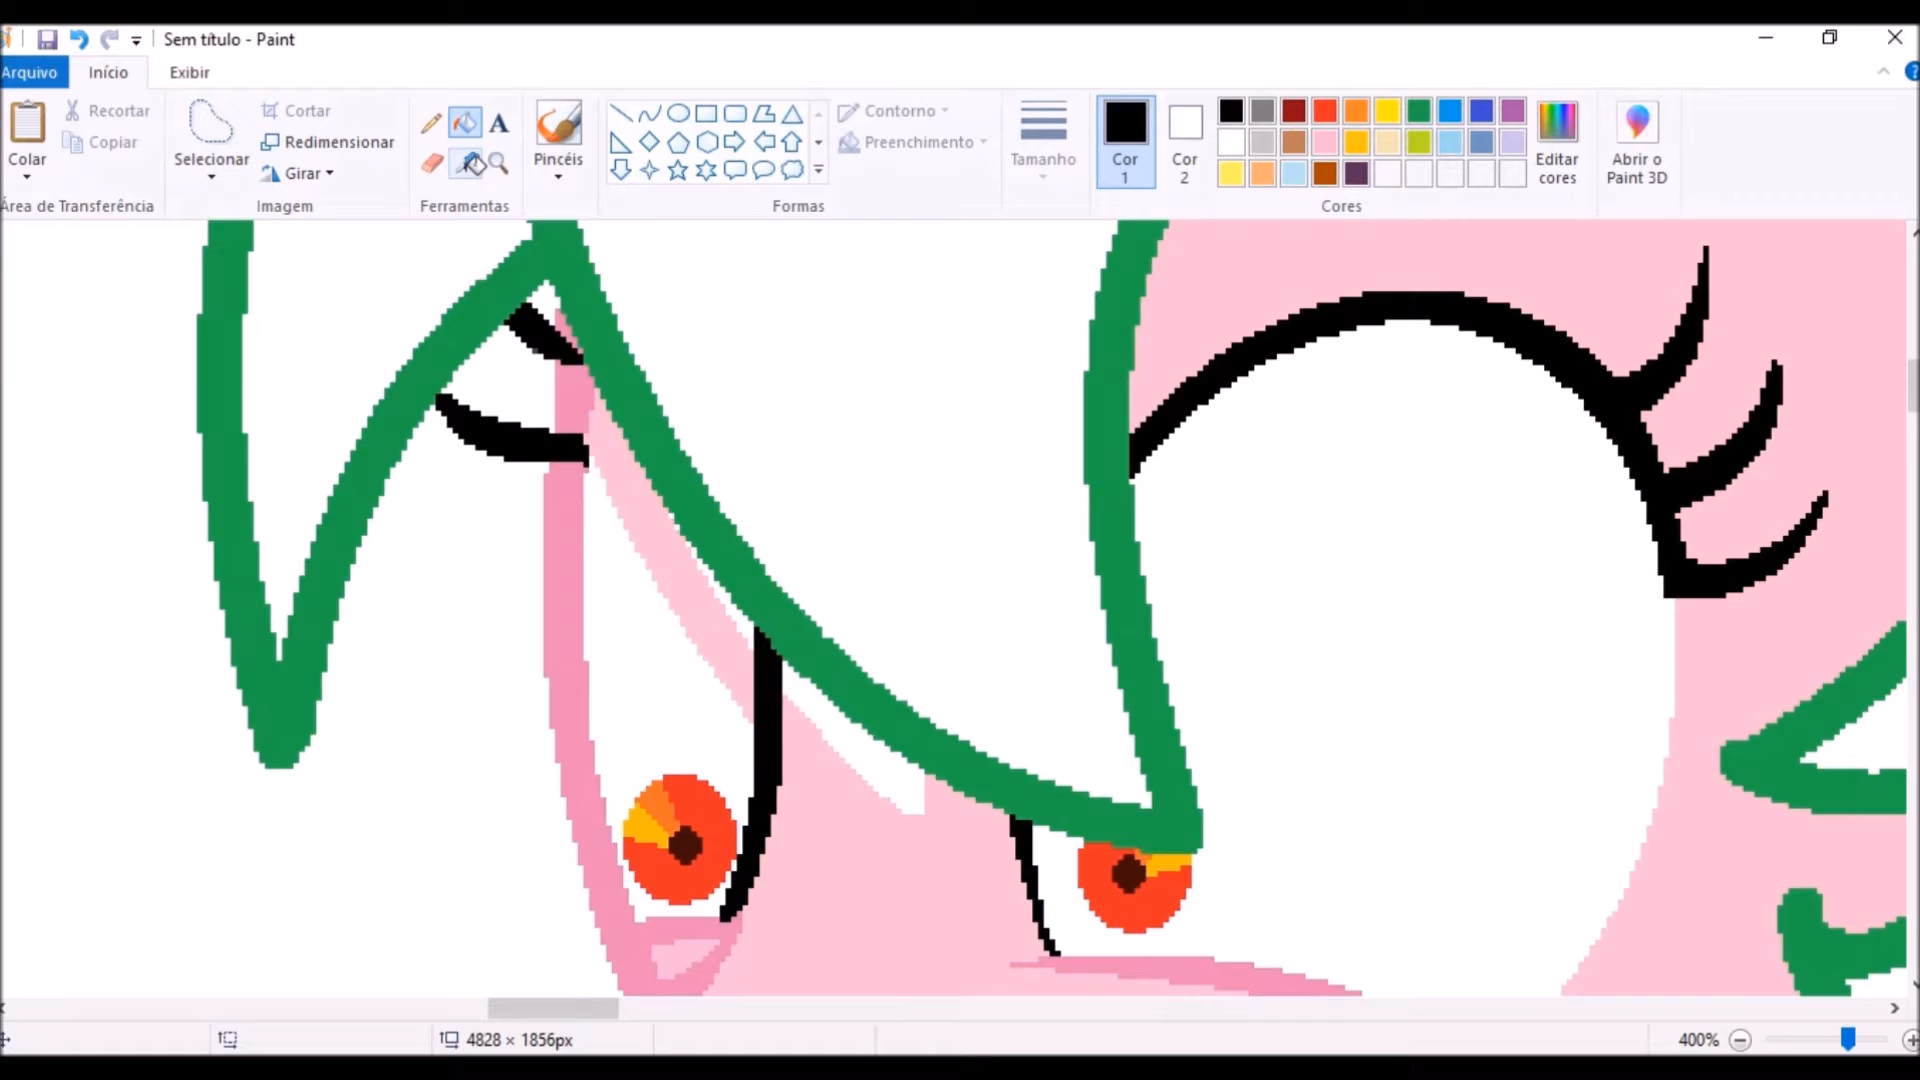 Sem título - Paint
Arquivo Início Exibir
Colar
Recortar
Copiar
Área de Transferência
Selecionar
Cortar
Redimensionar
Girar
Imagem
A
Ferramentas
Pincéis
Formas
Contorno
Preenchimento
Tamanho
Cor 1
Cor 2
Cores
Editar cores
Abrir o Paint 3D
4828 × 1856px
400%